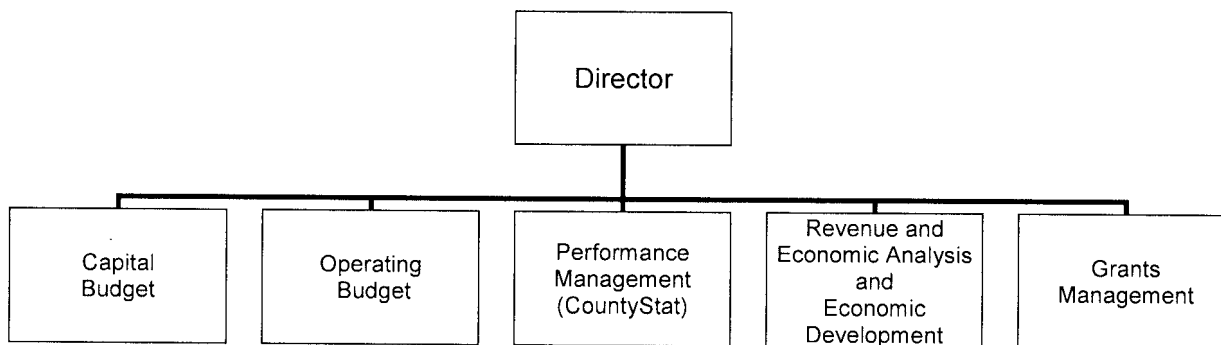 Director
Capital
Budget
Operating
Budget
Performance
Management
(CountyStat)
Revenue and
Economic Analysis
and
Economic
Development
Grants
Management